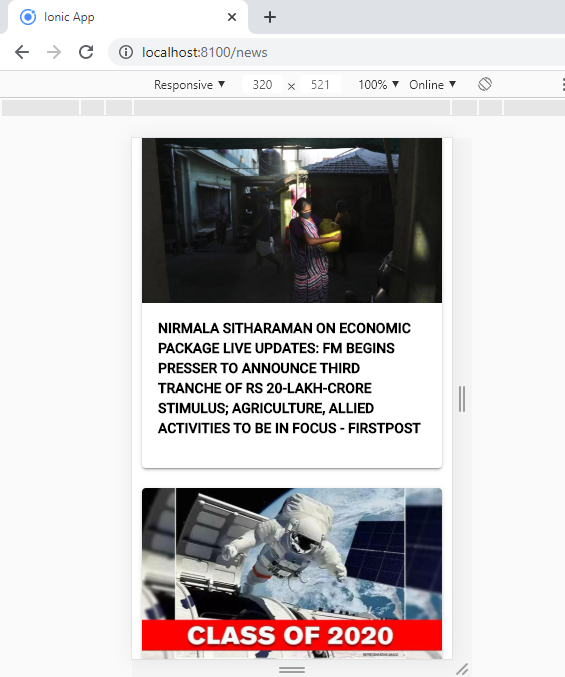 Ionic App
localhost:8100/news
Responsive ▼ 320 × 521 100% ▼ Online ▼
NIRMALA SITHARAMAN ON ECONOMIC
PACKAGE LIVE UPDATES: FM BEGINS
PRESSER TO ANNOUNCE THIRD
TRANCHE OF RS 20-LAKH-CRORE
STIMULUS; AGRICULTURE, ALLIED
ACTIVITIES TO BE IN FOCUS - FIRSTPOST
CLASS OF 2020